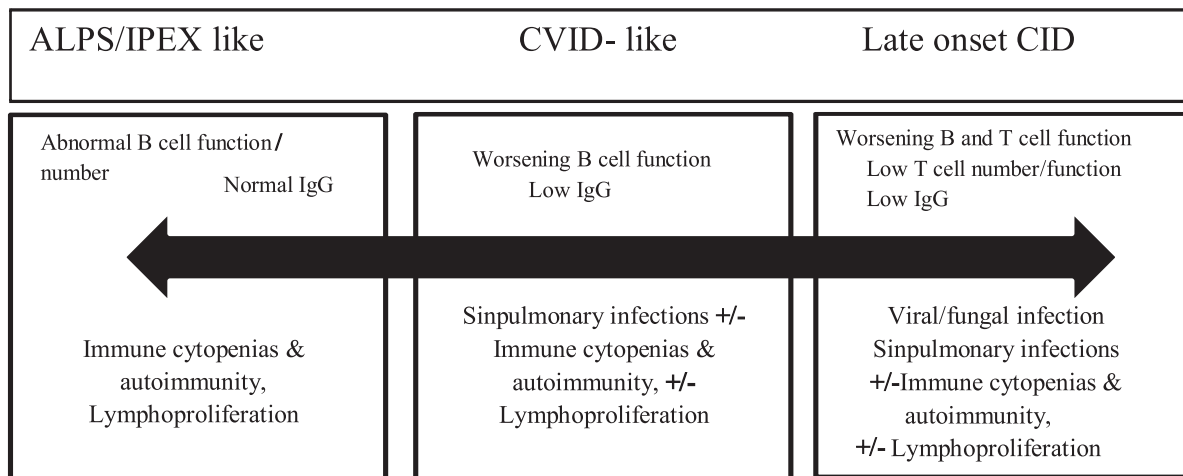 ALPS/IPEX like
CVID- like
Late onset CID
Abnormal B cell function/
number
Normal IgG
Immune cytopenias &
autoimmunity,
Lymphoproliferation
Worsening B cell function
Low IgG
Sinpulmonary infections +/-
Immune cytopenias &
autoimmunity, +/-
Lymphoproliferation
Worsening B and T cell function
Low T cell number/function
Low IgG
Viral/fungal infection
Sinpulmonary infections
+/-Immune cytopenias &
autoimmunity,
+/- Lymphoproliferation